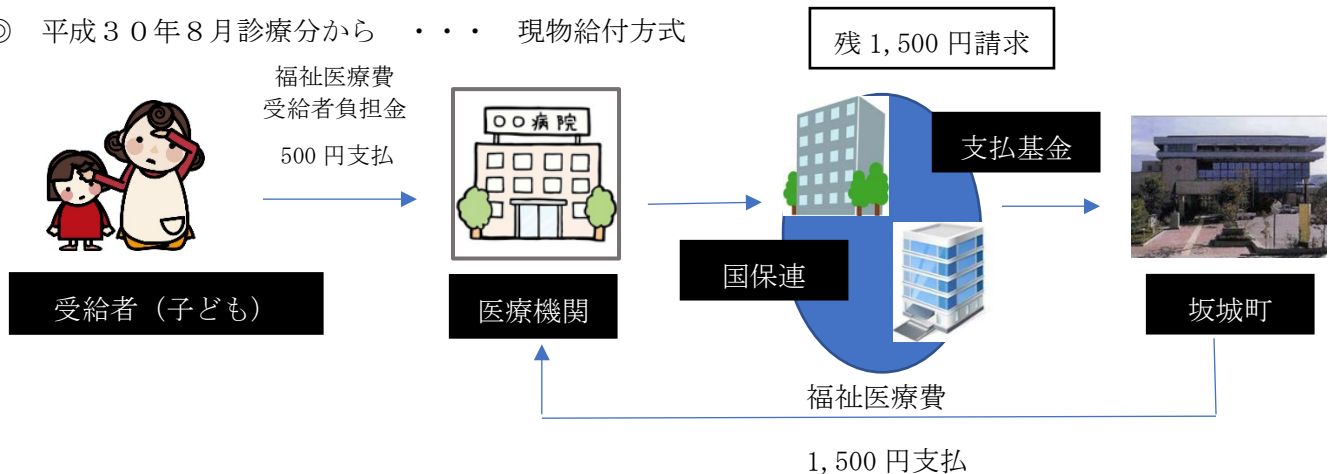 ◎　平成３０年８月診療分から　・・・　現物給付方式
残 1,500 円請求
福祉医療費
受給者負担金
500 円支払
〇〇病院
支払基金
国保連
受給者（子ども）
医療機関
坂城町
福祉医療費
1,500 円支払